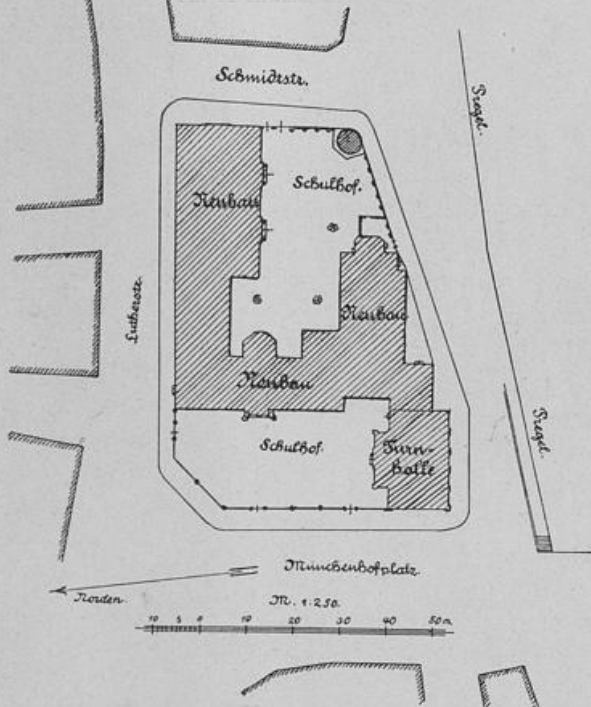 Schmidtstr.
Pregel.
Schulhof.
Neubau
Neubau
Lutherstr.
Neubau
Schulhof.
Turn-
halle
Pregel.
Münchenhofplatz.
Norden.
M. 1:250.
10 5 0 10 20 30 40 50 m.